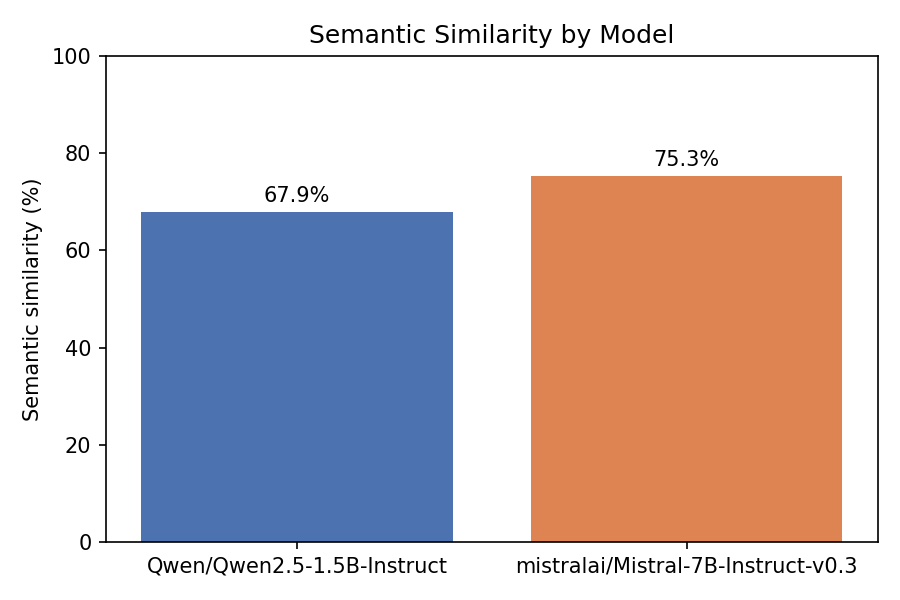 Semantic Similarity by Model
Semantic similarity (%)
100
80
60
40
20
0
67.9%
75.3%
Qwen/Qwen2.5-1.5B-Instruct
mistralai/Mistral-7B-Instruct-v0.3